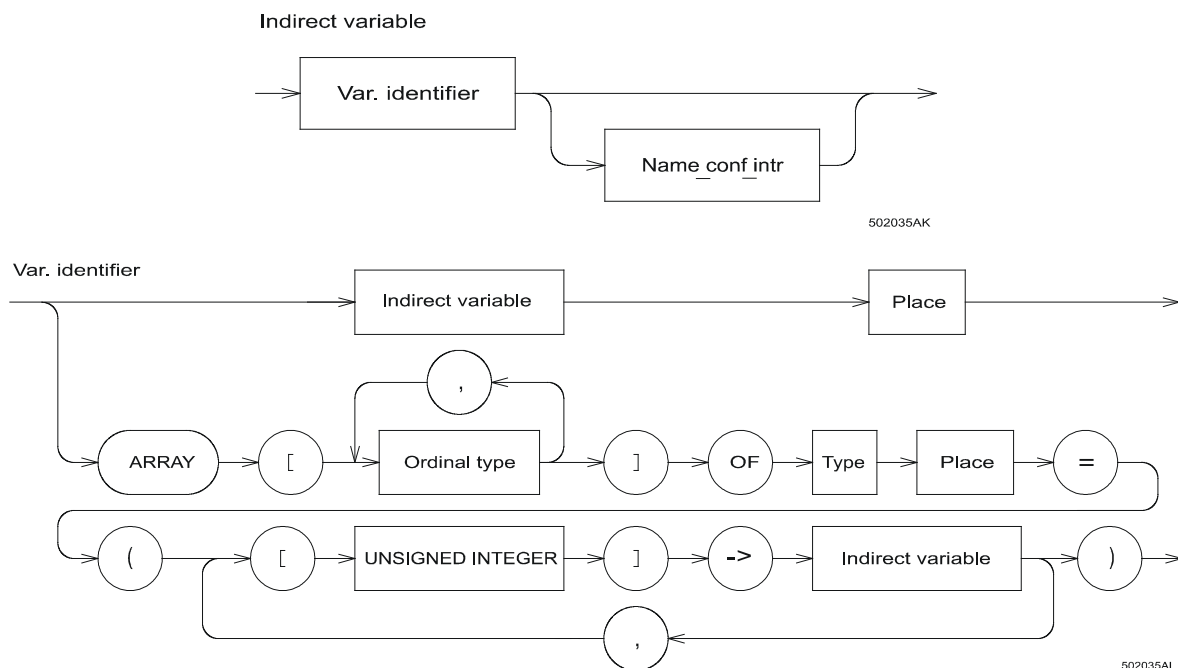 Indirect variable
Var. identifier
Name_conf_intr
502035AK
Var. identifier
Indirect variable
Place
,
ARRAY
[
Ordinal type
]
OF
Type
Place
=
(
[
UNSIGNED INTEGER
]
->
Indirect variable
)
,
502035AL